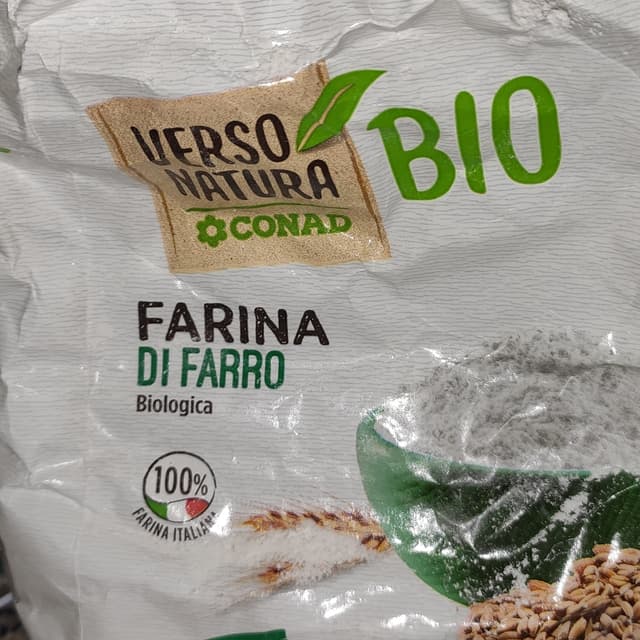 VERSO
NATURA
CONAD
BIO
FARINA
DI FARRO
Biologica
100%
FARINA ITALIANA